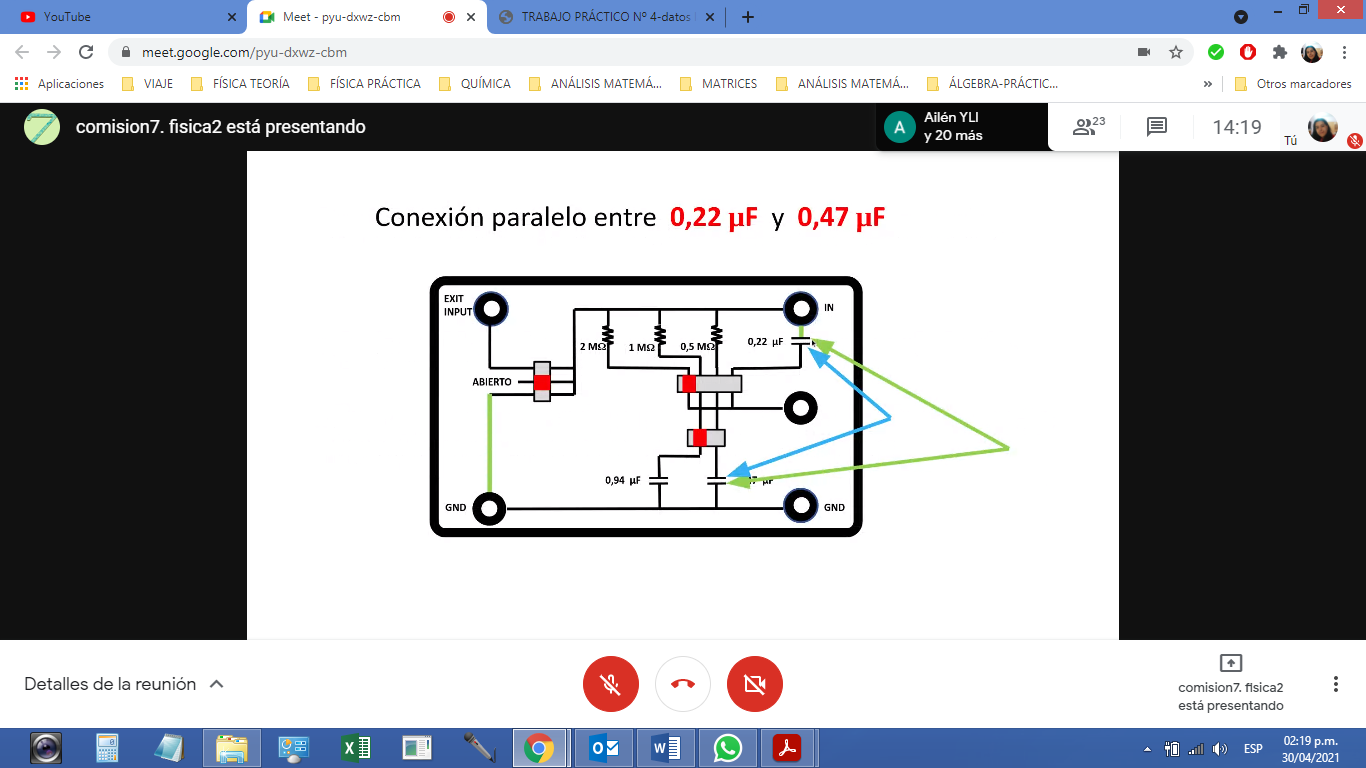 YouTube
Meet - pyu-dxwz-cbm
TRABAJO PRÁCTICO Nº 4-datos
meet.google.com/pyu-dxwz-cbm
Aplicaciones
VIAJE
FÍSICA TEORÍA
FÍSICA PRÁCTICA
QUÍMICA
ANÁLISIS MATEMÁ...
MATRICES
ANÁLISIS MATEMÁ...
ÁLGEBRA-PRÁCTIC...
»
Otros marcadores
7
comision7. fisica2 está presentando
A
Ailén YLI
y 20 más
23
14:19
Tú
Conexión paralelo entre 0,22 µF y 0,47 µF
EXIT
INPUT
IN
2 MΩ
1 MΩ
0,5 MΩ
0,22 µF
ABIERTO
0,94 µF
7 µF
GND
GND
Detalles de la reunión
comision7. fisica2
está presentando
ESP
02:19 p.m.
30/04/2021